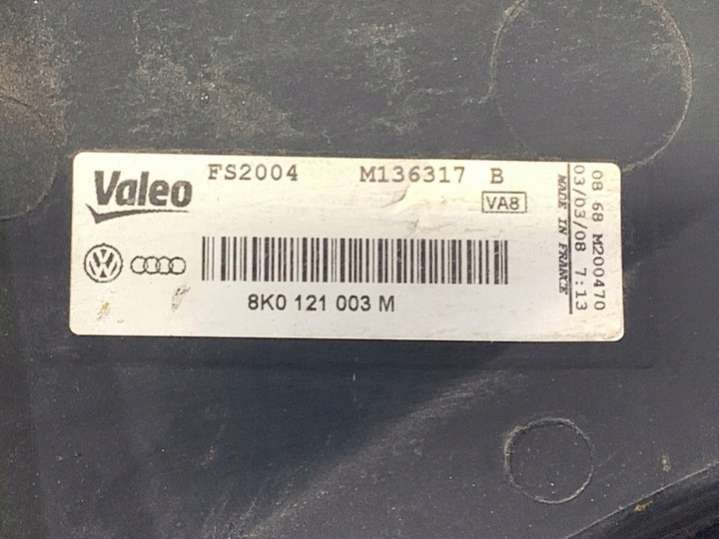 Valeo
FS2004 M136317 B
VA8
8K0 121 003 M
08 68 M200470
03/03/08 7:13
MADE IN FRANCE